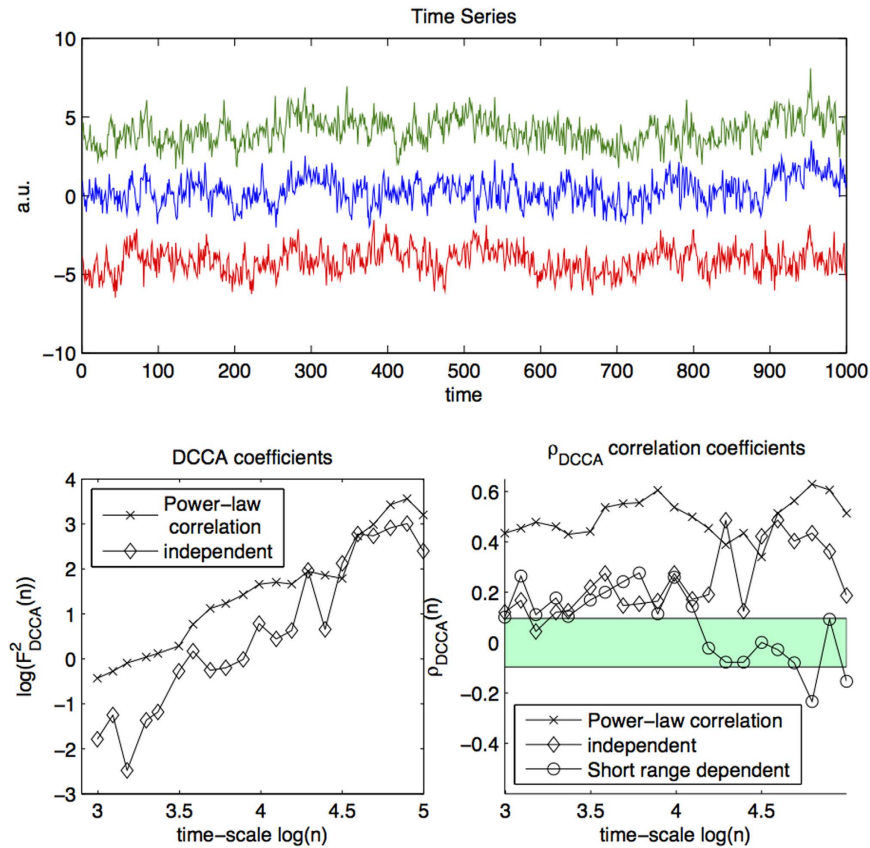 Time Series
10
5
0
−5
−10
a.u.
0 100 200 300 400 500 600 700 800 900 1000
time
DCCA coefficients
4
3
2
1
0
−1
−2
−3
log(F²DCCA(n))
Power−law
correlation
independent
3 3.5 4 4.5 5
time−scale log(n)
ρDCCA correlation coefficients
0.6
0.4
0.2
0
−0.2
−0.4
ρDCCA(n)
Power−law correlation
independent
Short range dependent
3 3.5 4 4.5
time−scale log(n)